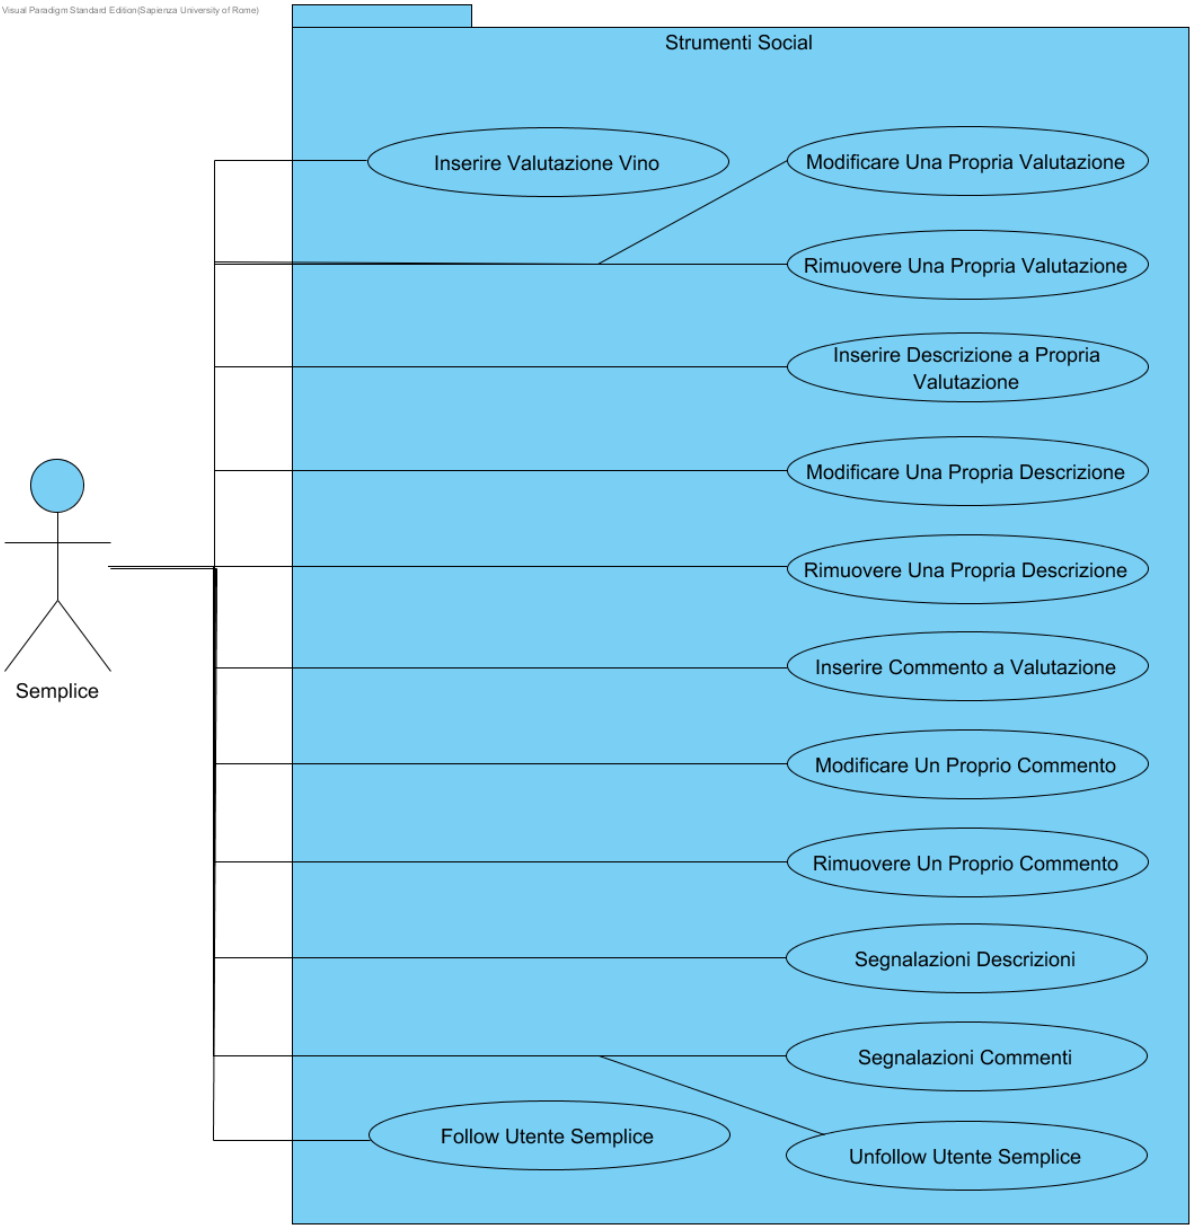 Visual Paradigm Standard Edition(Sapienza University of Rome)
Strumenti Social
Inserire Valutazione Vino
Modificare Una Propria Valutazione
Rimuovere Una Propria Valutazione
Inserire Descrizione a Propria
Valutazione
Modificare Una Propria Descrizione
Rimuovere Una Propria Descrizione
Semplice
Inserire Commento a Valutazione
Modificare Un Proprio Commento
Rimuovere Un Proprio Commento
Segnalazioni Descrizioni
Segnalazioni Commenti
Follow Utente Semplice
Unfollow Utente Semplice